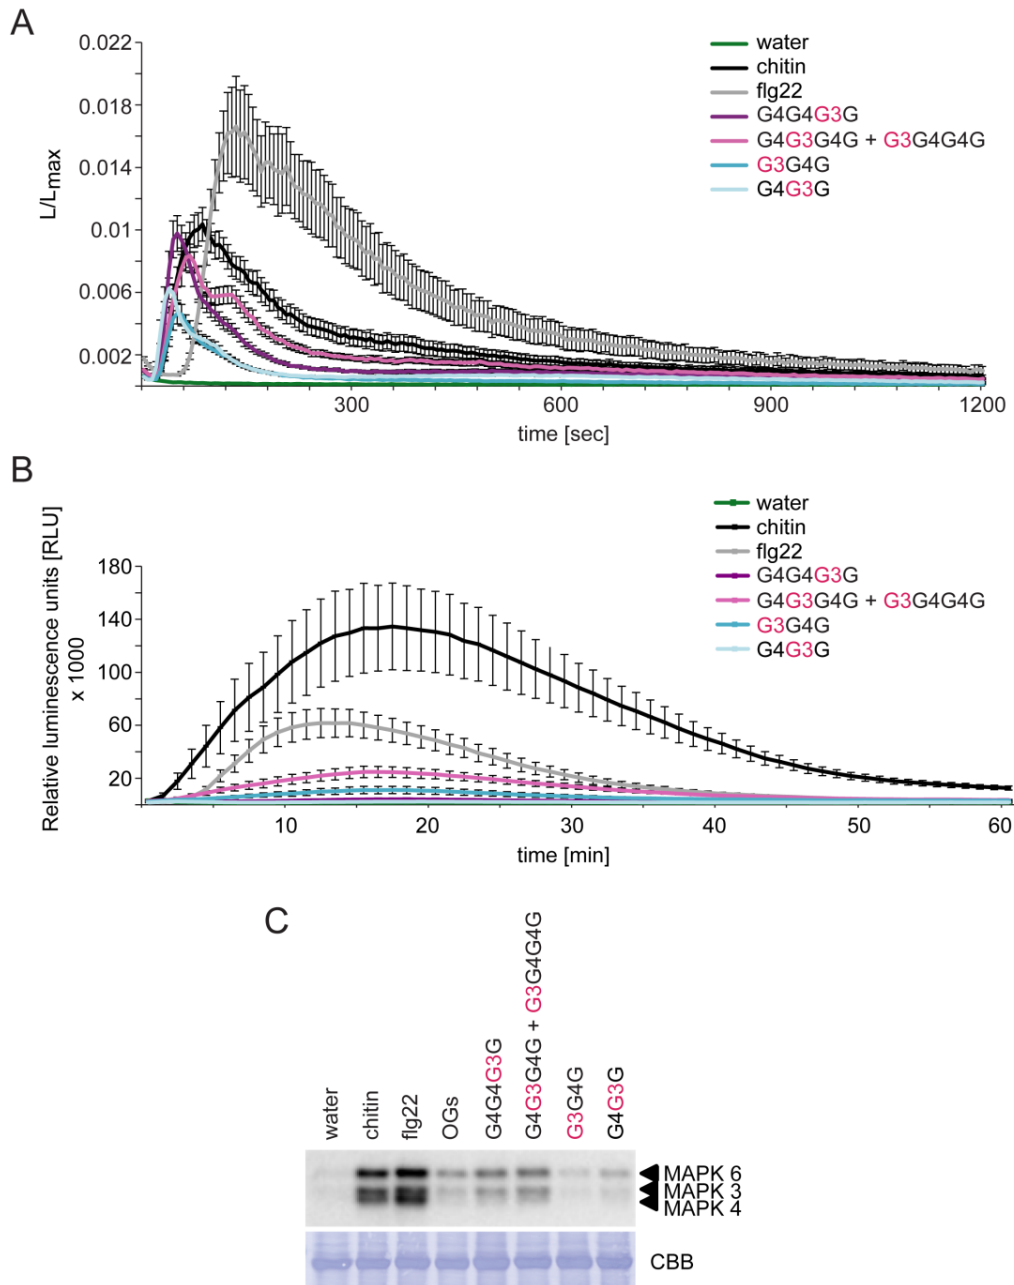 A
0.022
0.018
0.014
0.01
0.006
0.002
L/Lmax
300
600
900
1200
time [sec]
water
chitin
flg22
G4G4G3G
G4G3G4G + G3G4G4G
G3G4G
G4G3G
B
Relative luminescence units [RLU]
x 1000
180
140
100
60
20
10
20
30
40
50
60
time [min]
water
chitin
flg22
G4G4G3G
G4G3G4G + G3G4G4G
G3G4G
G4G3G
C
water
chitin
flg22
OGs
G4G4G3G
G4G3G4G + G3G4G4G
G3G4G
G4G3G
MAPK 6
MAPK 3
MAPK 4
CBB